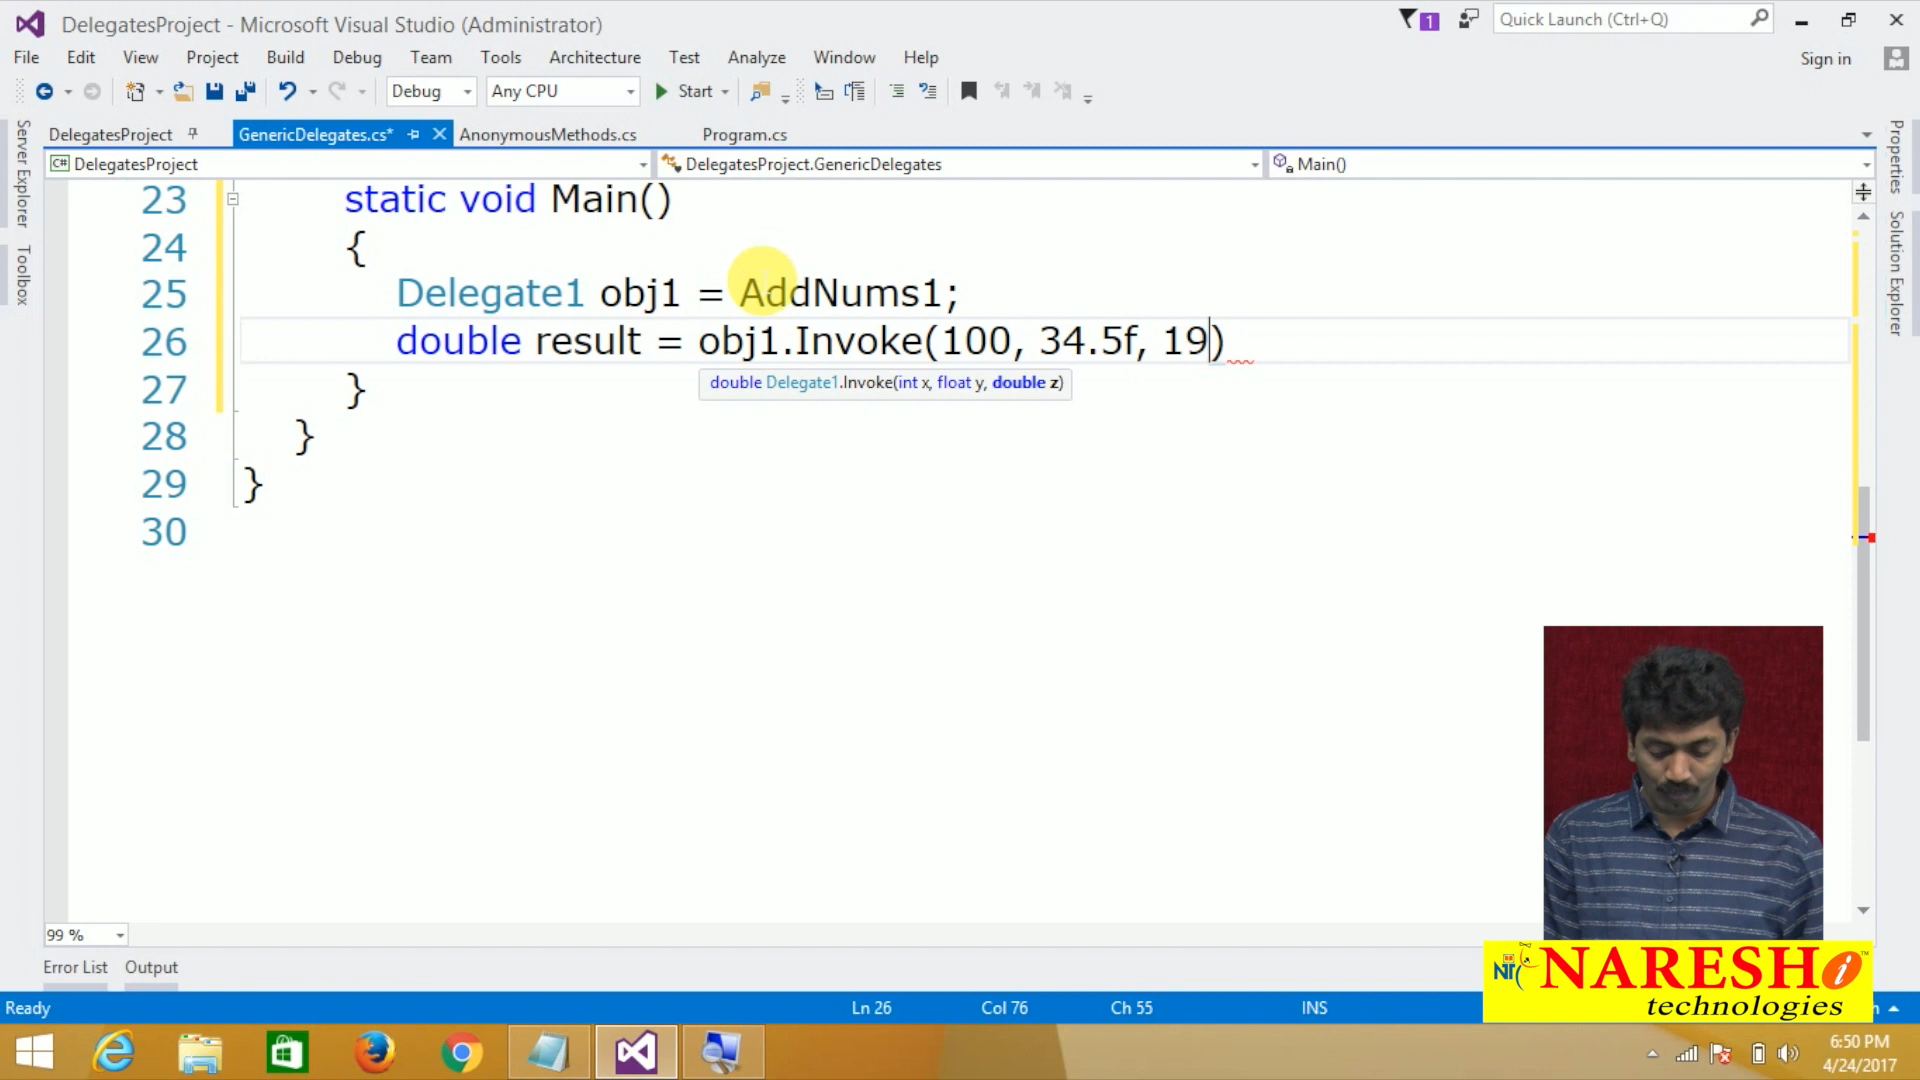 DelegatesProject - Microsoft Visual Studio (Administrator)
1
Quick Launch (Ctrl+Q)
File Edit View Project Build Debug Team Tools Architecture Test Analyze Window Help
Sign in
Debug
Any CPU
Start
DelegatesProject
GenericDelegates.cs*
AnonymousMethods.cs
Program.cs
C# DelegatesProject
DelegatesProject.GenericDelegates
Main()
Server Explorer
Toolbox
Properties
Solution Explorer
23 static void Main()
24 {
25 Delegate1 obj1 = AddNums1;
26 double result = obj1.Invoke(100, 34.5f, 19)
double Delegate1.Invoke(int x, float y, double z)
27 }
28 }
29 }
30
99 %
Error List Output
Ready
Ln 26
Col 76
Ch 55
INS
NARESH i
technologies
6:50 PM
4/24/2017